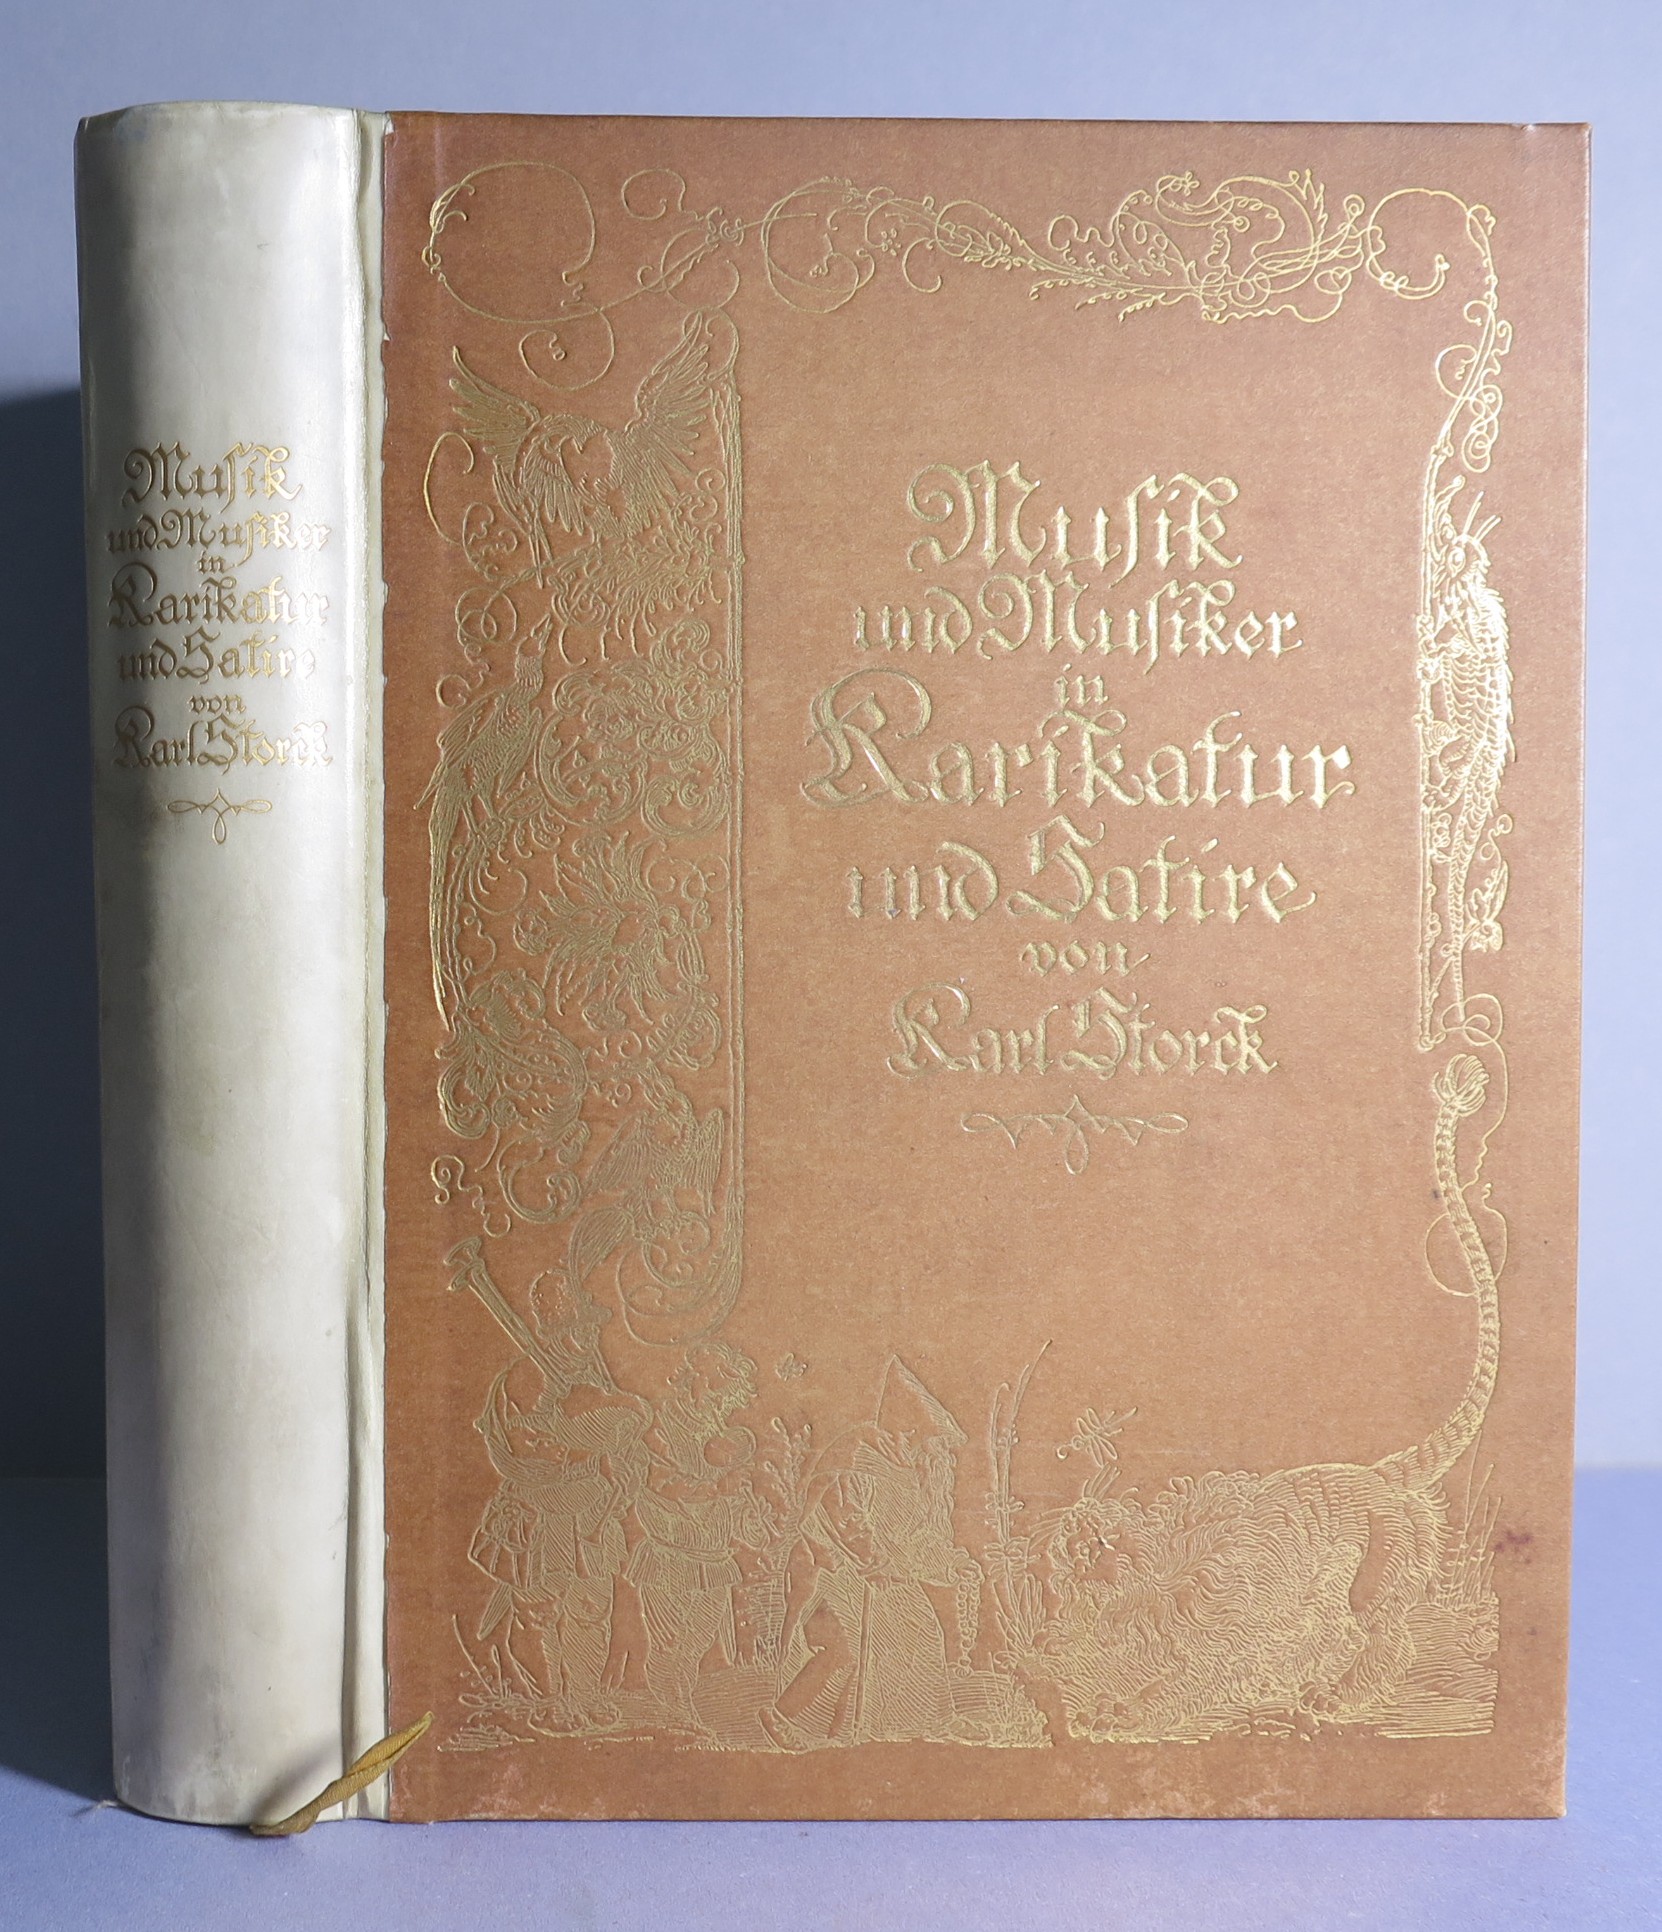 Musik
und Musiker
in
Karikatur
und Satire
von
Karl Storck
Musik
und Musiker
in
Karikatur
und Satire
von
Karl Storck